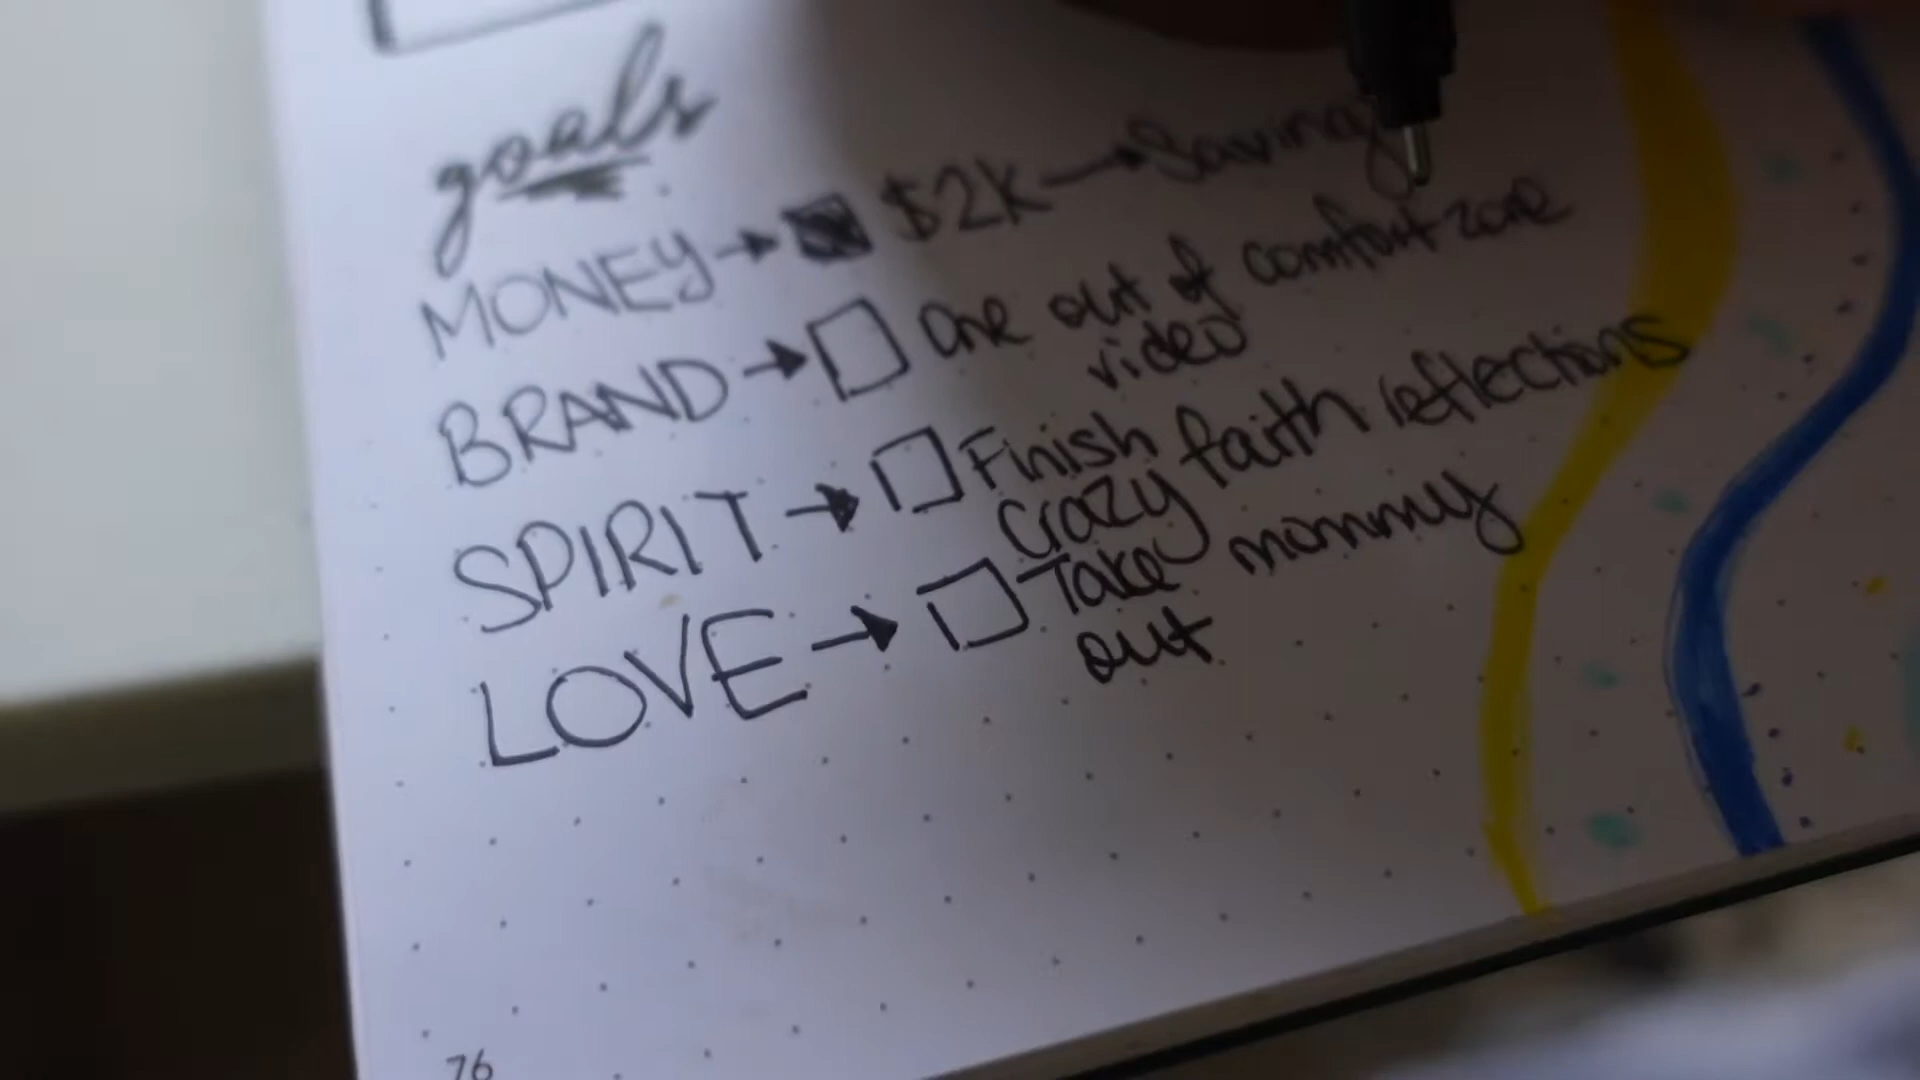 goals
MONEY → $2K → Saving
BRAND → One out of comfort zone
video
SPIRIT → Finish
Crazy faith reflections
LOVE → Take mommy
out
76